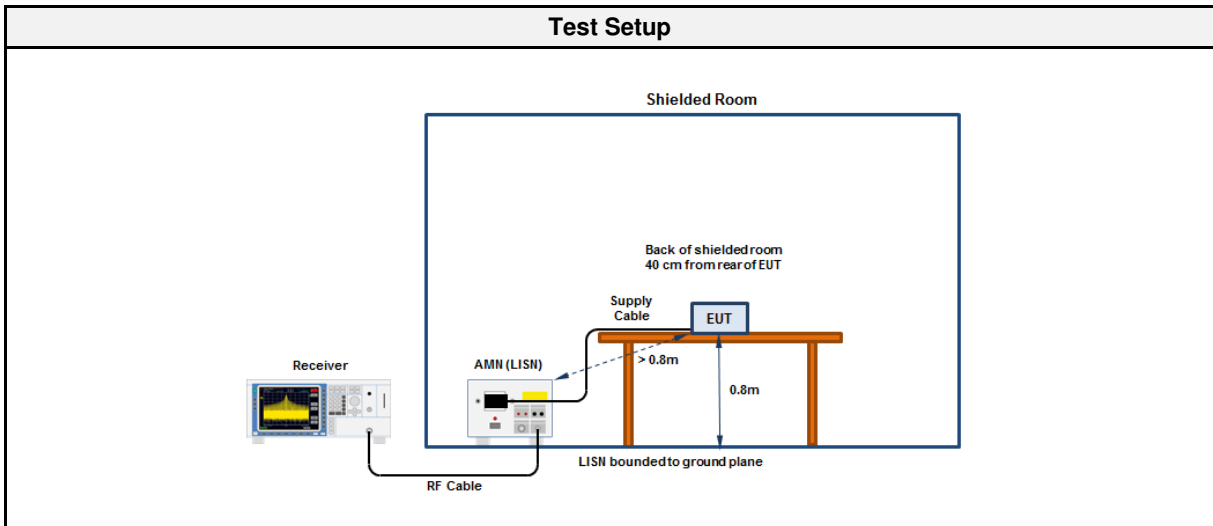 Test Setup
Shielded Room
Back of shielded room
40 cm from rear of EUT
Supply
Cable
EUT
> 0.8m
AMN (LISN)
Receiver
0.8m
LISN bounded to ground plane
RF Cable